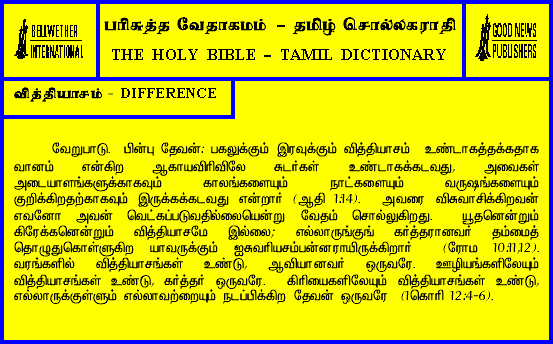 BELLWETHER
INTERNATIONAL
பரிசுத்த வேதாகமம் - தமிழ் சொல்லகராதி
THE HOLY BIBLE – TAMIL DICTIONARY
GOOD NEWS
PUBLISHERS
வித்தியாசம் - DIFFERENCE
வேறுபாடு. பின்பு தேவன்: பகலுக்கும் இரவுக்கும் வித்தியாசம் உண்டாகத்தக்கதாக
வானம் என்கிற ஆகாயவிரிவிலே சுடர்கள் உண்டாகக்கடவது, அவைகள்
அடையாளங்களுக்காகவும் காலங்களையும் நாட்களையும் வருஷங்களையும்
குறிக்கிறதற்காகவும் இருக்கக்கடவது என்றார் (ஆதி 1:14). அவரை விசுவாசிக்கிறவன்
எவனோ அவன் வெட்கப்படுவதில்லையென்று வேதம் சொல்லுகிறது. யூதனென்றும்
கிரேக்கனென்றும் வித்தியாசமே இல்லை; எல்லாருங்குங் கர்த்தரானவர் தம்மைத்
தொழுதுகொள்ளுகிற யாவருக்கும் ஐசுவரியசம்பன்னராயிருக்கிறார் (ரோம 10:11,12).
வரங்களில் வித்தியாசங்கள் உண்டு, ஆவியானவர் ஒருவரே. ஊழியங்களிலேயும்
வித்தியாசங்கள் உண்டு, கர்த்தர் ஒருவரே. கிரியைகளிலேயும் வித்தியாசங்கள் உண்டு,
எல்லாருக்குள்ளும் எல்லாவற்றையும் நடப்பிக்கிற தேவன் ஒருவரே (1கொரி 12:4-6).